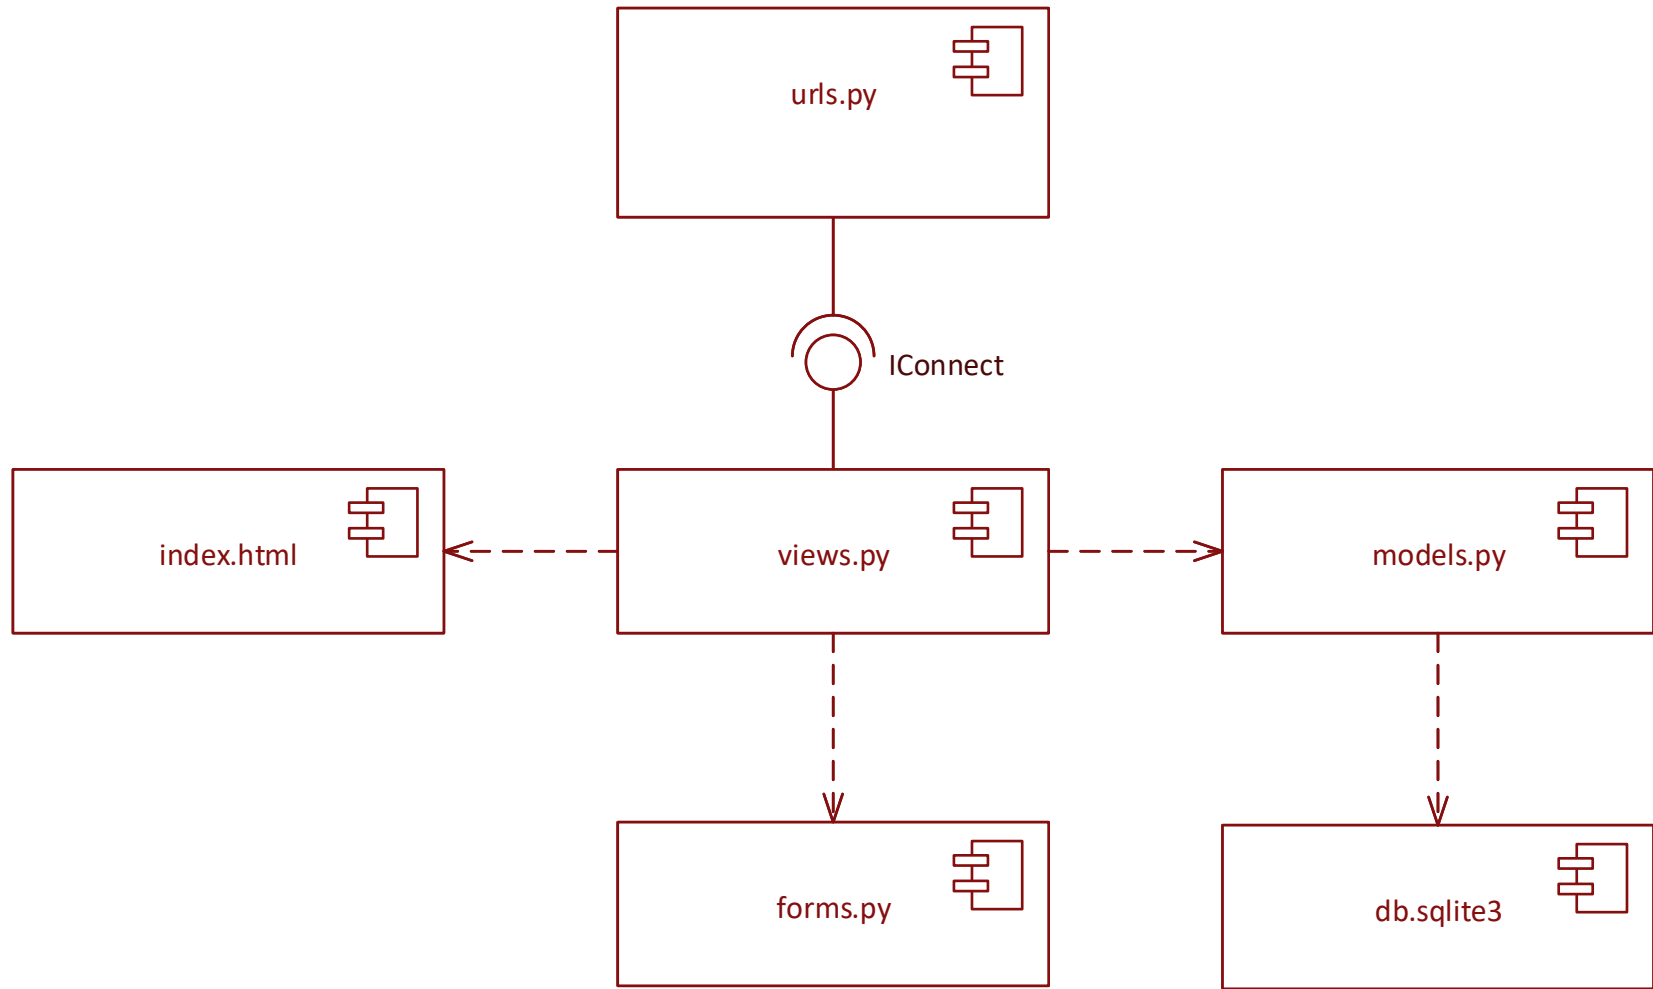 urls.py
IConnect
index.html
views.py
models.py
forms.py
db.sqlite3